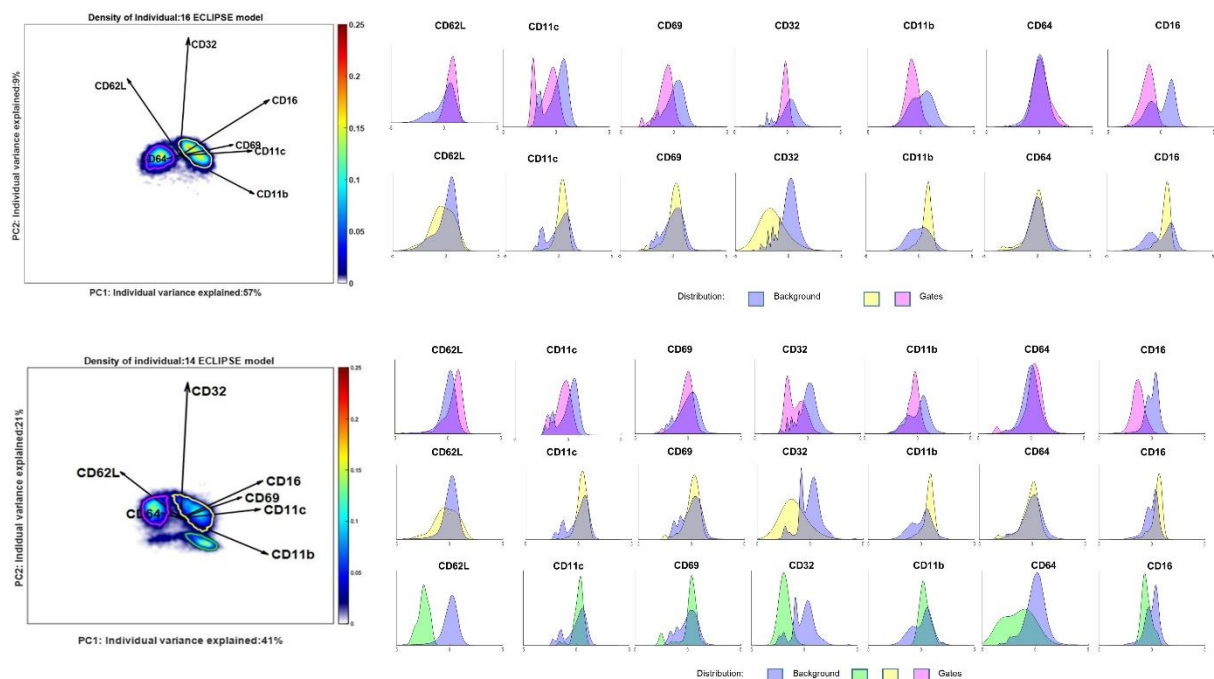 Density of Individual:16 ECLIPSE model
PC2: Individual variance explained:9%
CD32
CD62L
CD16
CD69
CD11c
CD11b
D64
PC1: Individual variance explained:57%
0.25
0.2
0.15
0.1
0.05
0
CD62L CD11c CD69 CD32 CD11b CD64 CD16
CD62L CD11c CD69 CD32 CD11b CD64 CD16
Distribution: Background Gates
Density of individual:14 ECLIPSE model
PC2: Individual variance explained:21%
CD32
CD62L
CD16
CD69
CD64
CD11c
CD11b
PC1: Individual variance explained:41%
0.25
0.2
0.15
0.1
0.05
0
CD62L CD11c CD69 CD32 CD11b CD64 CD16
CD62L CD11c CD69 CD32 CD11b CD64 CD16
CD62L CD11c CD69 CD32 CD11b CD64 CD16
Distribution: Background Gates